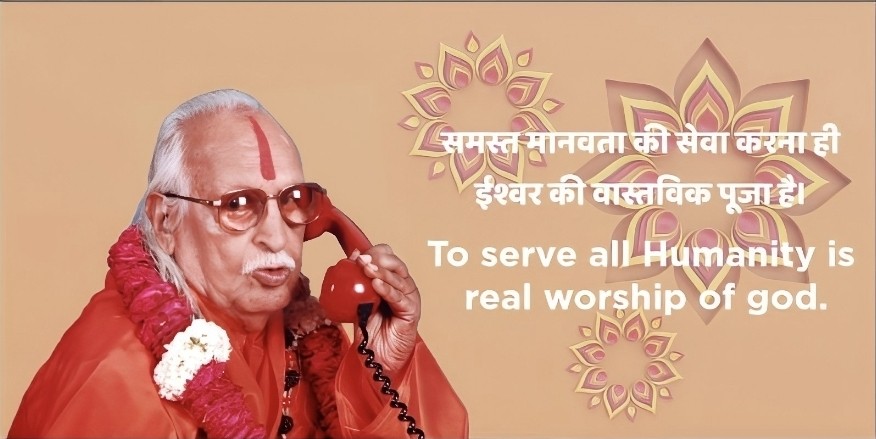 समस्त मानवता की सेवा करना ही
ईश्वर की वास्तविक पूजा है।
To serve all Humanity is
real worship of god.